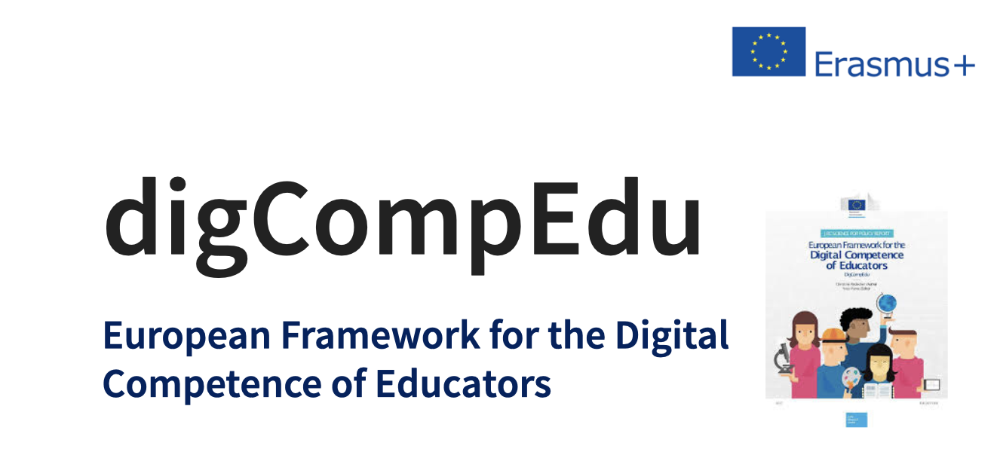 Erasmus+
digCompEdu
European Framework for the Digital
Competence of Educators
JRC SCIENCE FOR POLICY REPORT
European Framework for the
Digital Competence
of Educators
DigCompEdu